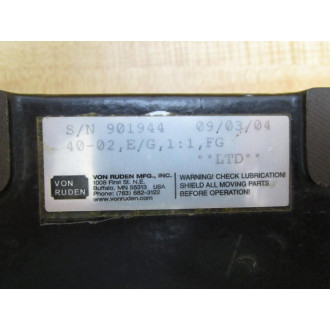 S/N 901944 09/03/04
40-02,E/G,1:1,FG
**LTD**
VON
RUDEN
VON RUDEN MFG., INC.
1008 First St. N.E.
Buffalo, MN 55313 USA
Phone: (763) 682-3122
www.vonruden.com
WARNING! CHECK LUBRICATION!
SHIELD ALL MOVING PARTS
BEFORE OPERATION!